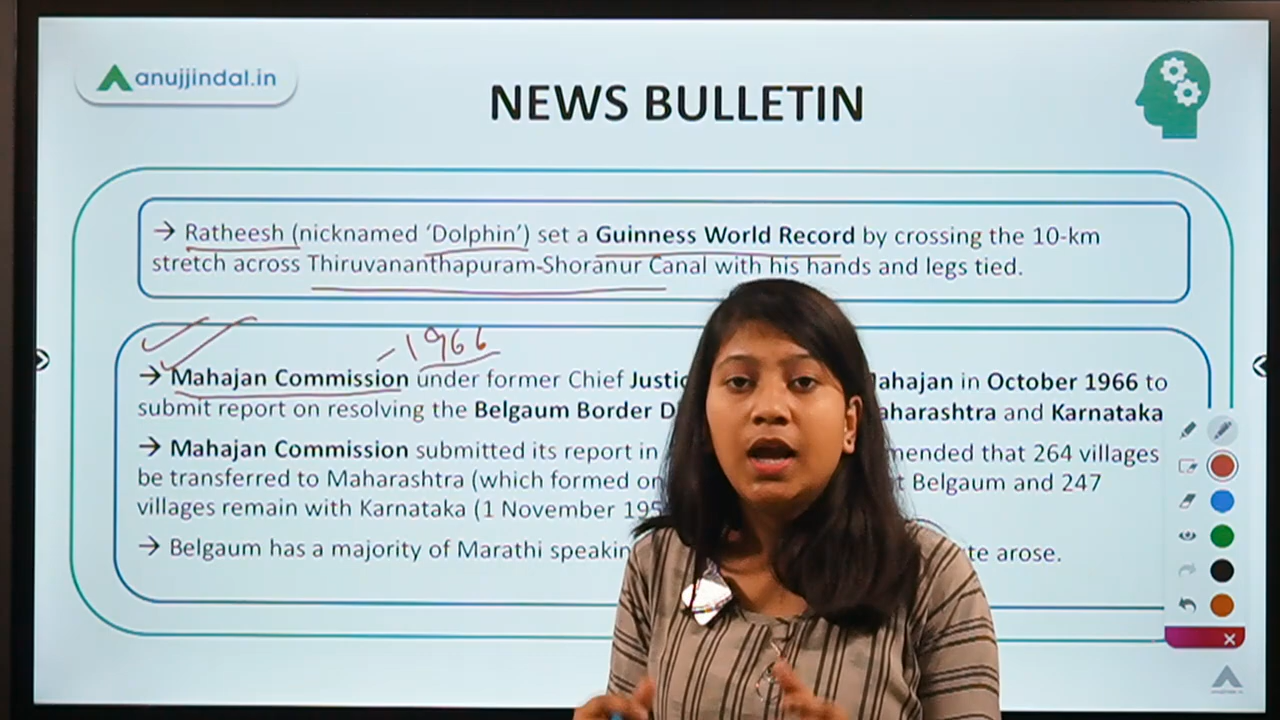 anujjindal.in
NEWS BULLETIN
→ Ratheesh (nicknamed ‘Dolphin’) set a Guinness World Record by crossing the 10-km
stretch across Thiruvananthapuram-Shoranur Canal with his hands and legs tied.
-1966
→ Mahajan Commission under former Chief Justic ahajan in October 1966 to
submit report on resolving the Belgaum Border D aharashtra and Karnataka
→ Mahajan Commission submitted its report in mended that 264 villages
be transferred to Maharashtra (which formed on t Belgaum and 247
villages remain with Karnataka (1 November 195
→ Belgaum has a majority of Marathi speakin te arose.